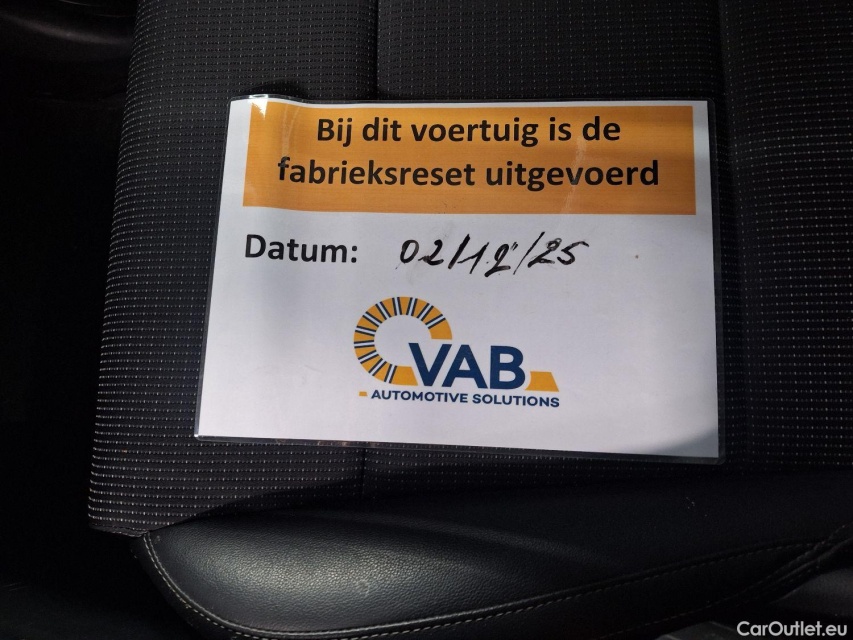 Bij dit voertuig is de
fabrieksreset uitgevoerd
Datum: 02/12/25
VAB
AUTOMOTIVE SOLUTIONS
CarOutlet.eu